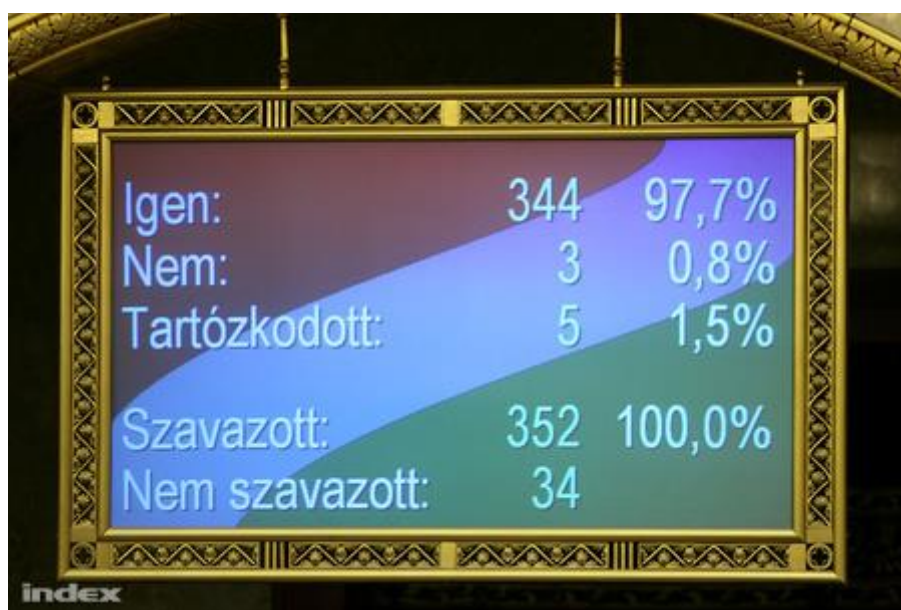 Igen: 344 97,7%
Nem: 3 0,8%
Tartózkodott: 5 1,5%
Szavazott: 352 100,0%
Nem szavazott: 34
index